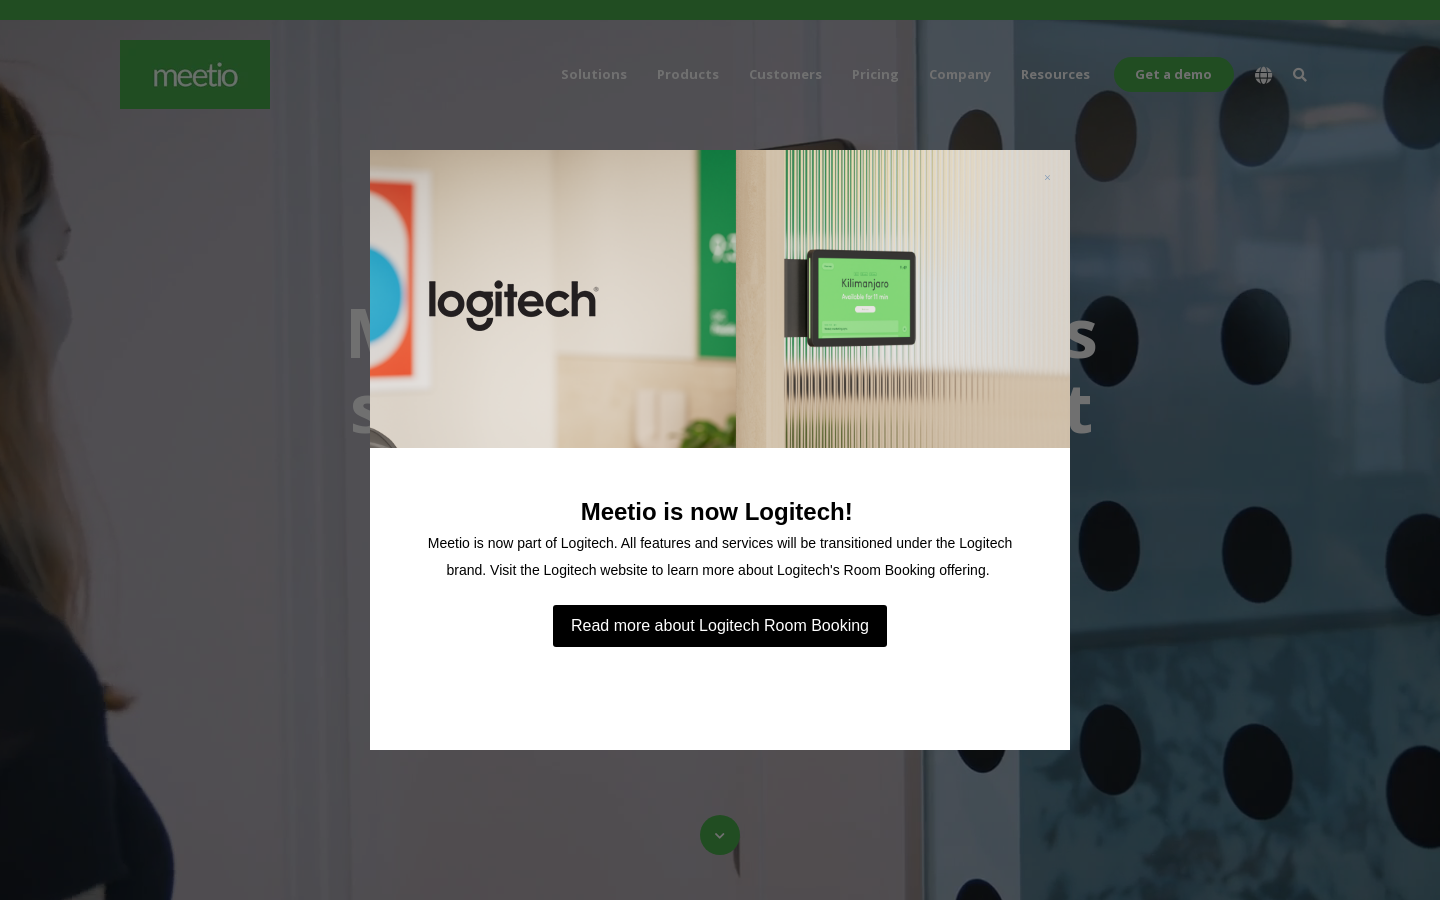 meetio
Solutions
Products
Customers
Pricing
Company
Resources
Get a demo
×
logitech
Kilimanjaro
Available for 11 min
Meetio is now Logitech!
Meetio is now part of Logitech. All features and services will be transitioned under the Logitech
brand. Visit the Logitech website to learn more about Logitech's Room Booking offering.
Read more about Logitech Room Booking